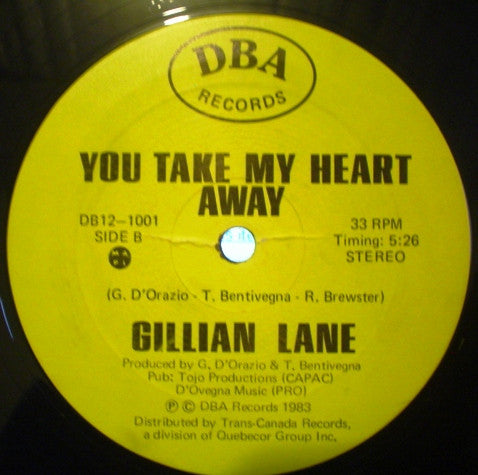 DBA
RECORDS
YOU TAKE MY HEART
AWAY
DB12-1001
SIDE B
33 RPM
Timing: 5:26
STEREO
(G. D'Orazio - T. Bentivegna - R. Brewster)
GILLIAN LANE
Produced by G. D'Orazio & T. Bentivegna
Pub: Tojo Productions (CAPAC)
D'Ovegna Music (PRO)
Ⓟ © DBA Records 1983
Distributed by Trans-Canada Records,
a division of Quebecor Group Inc.